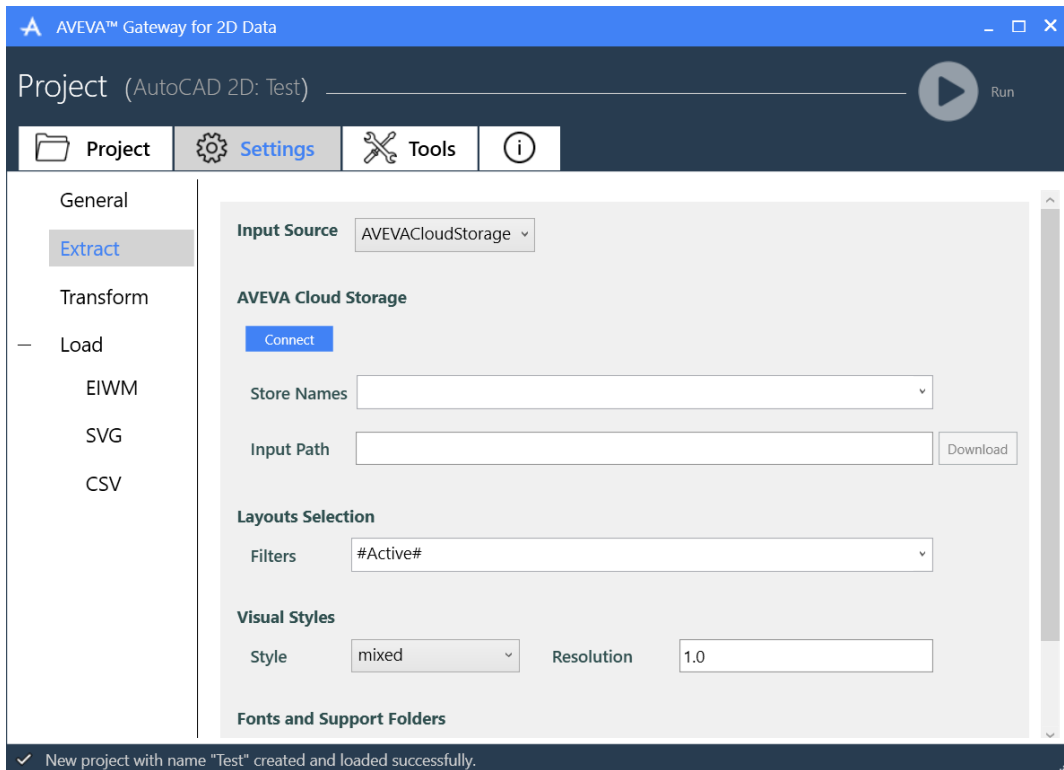 AVEVA™ Gateway for 2D Data
Project (AutoCAD 2D: Test)
Run
Project Settings Tools
General
Extract
Transform
Load
EIWM
SVG
CSV
Input Source AVEVACloudStorage
AVEVA Cloud Storage
Connect
Store Names
Input Path Download
Layouts Selection
Filters #Active#
Visual Styles
Style mixed Resolution 1.0
Fonts and Support Folders
New project with name "Test" created and loaded successfully.